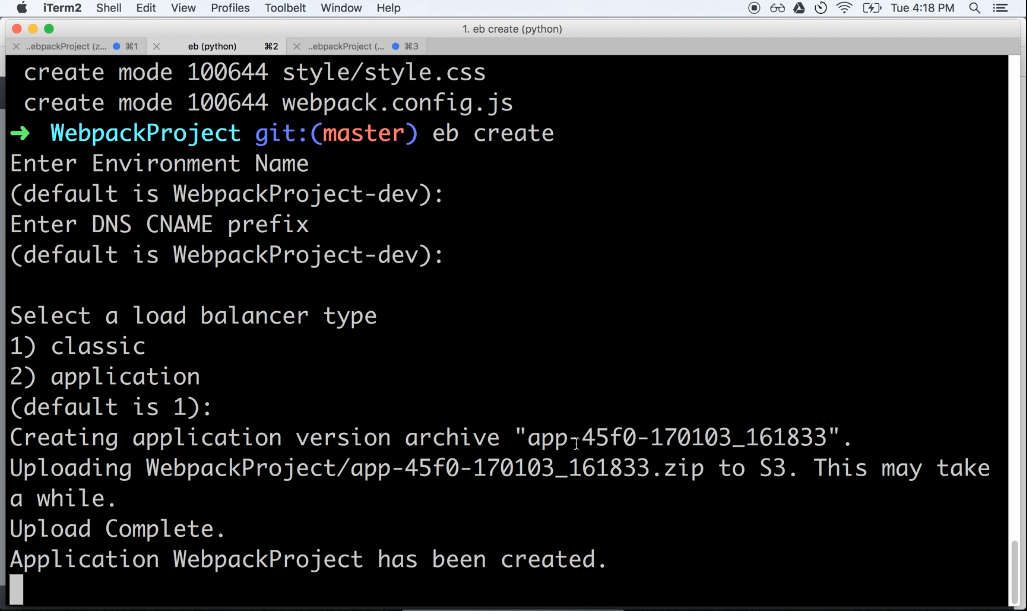 iTerm2 Shell Edit View Profiles Toolbelt Window Help Tue 4:18 PM
1. eb create (python)
..ebpackProject (z... ⌘1 eb (python) ⌘2 ..ebpackProject (... ⌘3
create mode 100644 style/style.css
create mode 100644 webpack.config.js
➜ WebpackProject git:(master) eb create
Enter Environment Name
(default is WebpackProject-dev):
Enter DNS CNAME prefix
(default is WebpackProject-dev):
Select a load balancer type
1) classic
2) application
(default is 1):
Creating application version archive "app-45f0-170103_161833".
Uploading WebpackProject/app-45f0-170103_161833.zip to S3. This may take
a while.
Upload Complete.
Application WebpackProject has been created.